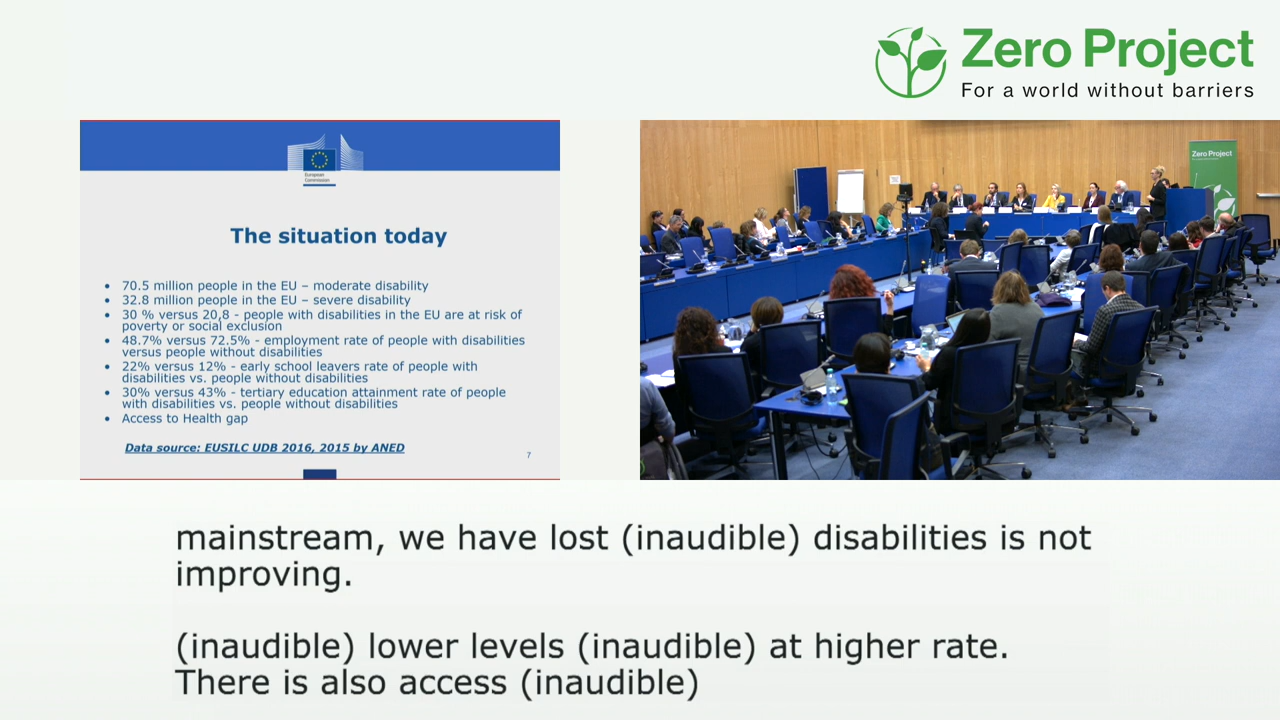 Zero Project
For a world without barriers
European
Commission
The situation today
• 70.5 million people in the EU – moderate disability
• 32.8 million people in the EU – severe disability
• 30 % versus 20,8 - people with disabilities in the EU are at risk of
poverty or social exclusion
• 48.7% versus 72.5% - employment rate of people with disabilities
versus people without disabilities
• 22% versus 12% - early school leavers rate of people with
disabilities vs. people without disabilities
• 30% versus 43% - tertiary education attainment rate of people
with disabilities vs. people without disabilities
• Access to Health gap
Data source: EUSILC UDB 2016, 2015 by ANED
7
Zero Project
mainstream, we have lost (inaudible) disabilities is not
improving.
(inaudible) lower levels (inaudible) at higher rate.
There is also access (inaudible)